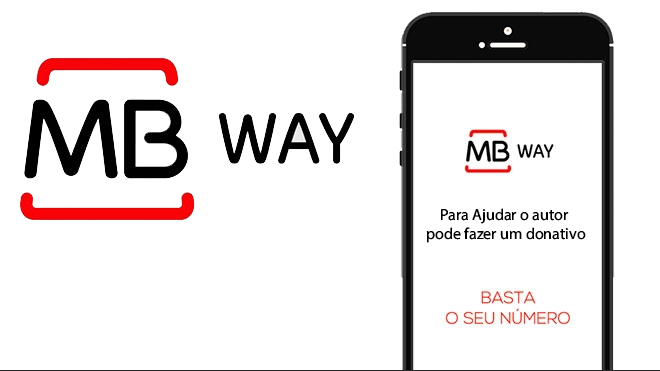 MB WAY
MB WAY
Para Ajudar o autor
pode fazer um donativo
BASTA
O SEU NÚMERO